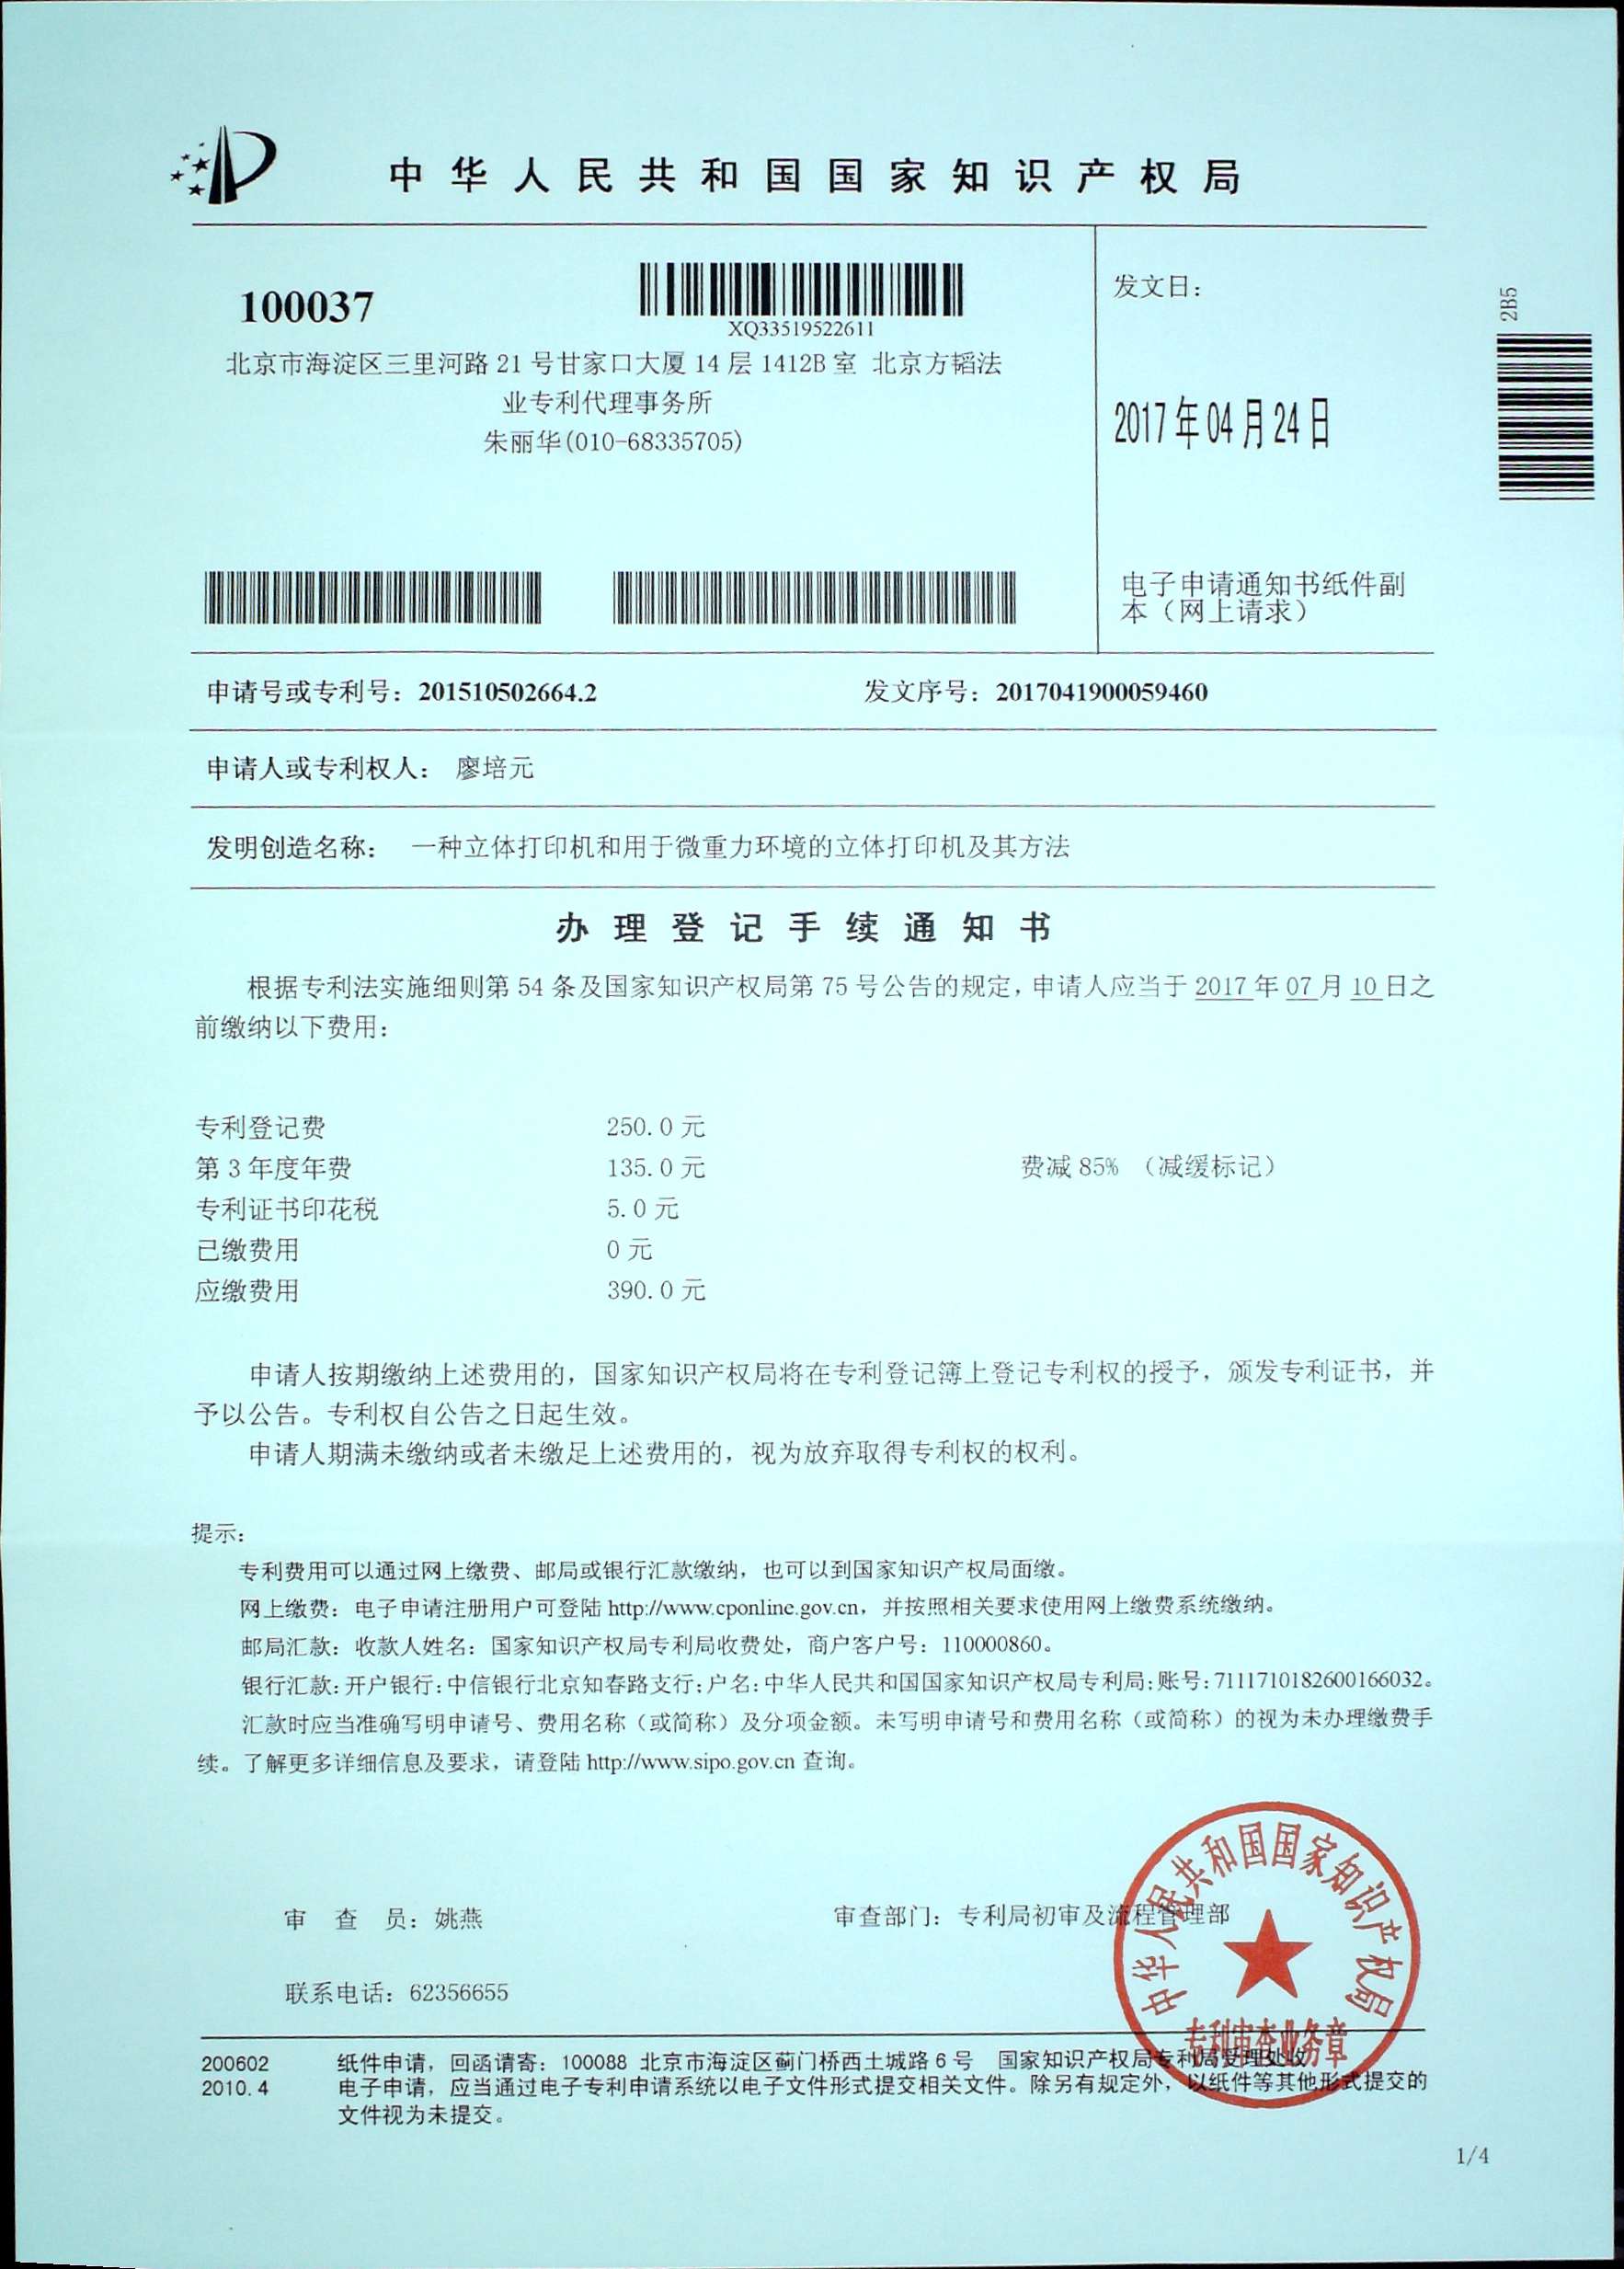 中华人民共和国国家知识产权局
100037
XQ33519522611
北京市海淀区三里河路 21 号甘家口大厦 14 层 1412B 室 北京方韬法
业专利代理事务所
朱丽华(010-68335705)
发文日：
2017年04月24日
2B5
电子申请通知书纸件副
本（网上请求）
申请号或专利号：201510502664.2 发文序号：2017041900059460
申请人或专利权人： 廖培元
发明创造名称： 一种立体打印机和用于微重力环境的立体打印机及其方法
办理登记手续通知书
根据专利法实施细则第 54 条及国家知识产权局第 75 号公告的规定，申请人应当于 2017 年 07 月 10 日之
前缴纳以下费用：
专利登记费 250.0 元
第 3 年度年费 135.0 元 费减 85% （减缓标记）
专利证书印花税 5.0 元
已缴费用 0 元
应缴费用 390.0 元
申请人按期缴纳上述费用的，国家知识产权局将在专利登记簿上登记专利权的授予，颁发专利证书，并
予以公告。专利权自公告之日起生效。
申请人期满未缴纳或者未缴足上述费用的，视为放弃取得专利权的权利。
提示：
专利费用可以通过网上缴费、邮局或银行汇款缴纳，也可以到国家知识产权局面缴。
网上缴费：电子申请注册用户可登陆 http://www.cponline.gov.cn，并按照相关要求使用网上缴费系统缴纳。
邮局汇款：收款人姓名：国家知识产权局专利局收费处，商户客户号：110000860。
银行汇款：开户银行：中信银行北京知春路支行；户名：中华人民共和国国家知识产权局专利局；账号：7111710182600166032。
汇款时应当准确写明申请号、费用名称（或简称）及分项金额。未写明申请号和费用名称（或简称）的视为未办理缴费手
续。了解更多详细信息及要求，请登陆 http://www.sipo.gov.cn 查询。
审 查 员：姚燕 审查部门：专利局初审及流程管理部
联系电话：62356655
中华人民共和国国家知识产权局
专利审查业务章
200602 纸件申请，回函请寄：100088 北京市海淀区蓟门桥西土城路 6 号 国家知识产权局专利局受理处收
2010.4 电子申请，应当通过电子专利申请系统以电子文件形式提交相关文件。除另有规定外，以纸件等其他形式提交的
文件视为未提交。
1/4